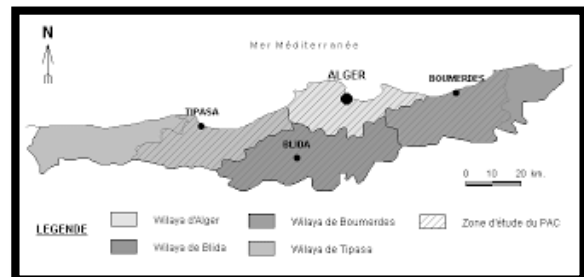 N
Mer Méditerranée
ALGER
BOUMERDES
TIPASA
BLIDA
0 10 20 km.
LEGENDE
Wilaya d'Alger
Wilaya de Boumerdes
Zone d'étude du PAC
Wilaya de Blida
Wilaya de Tipasa